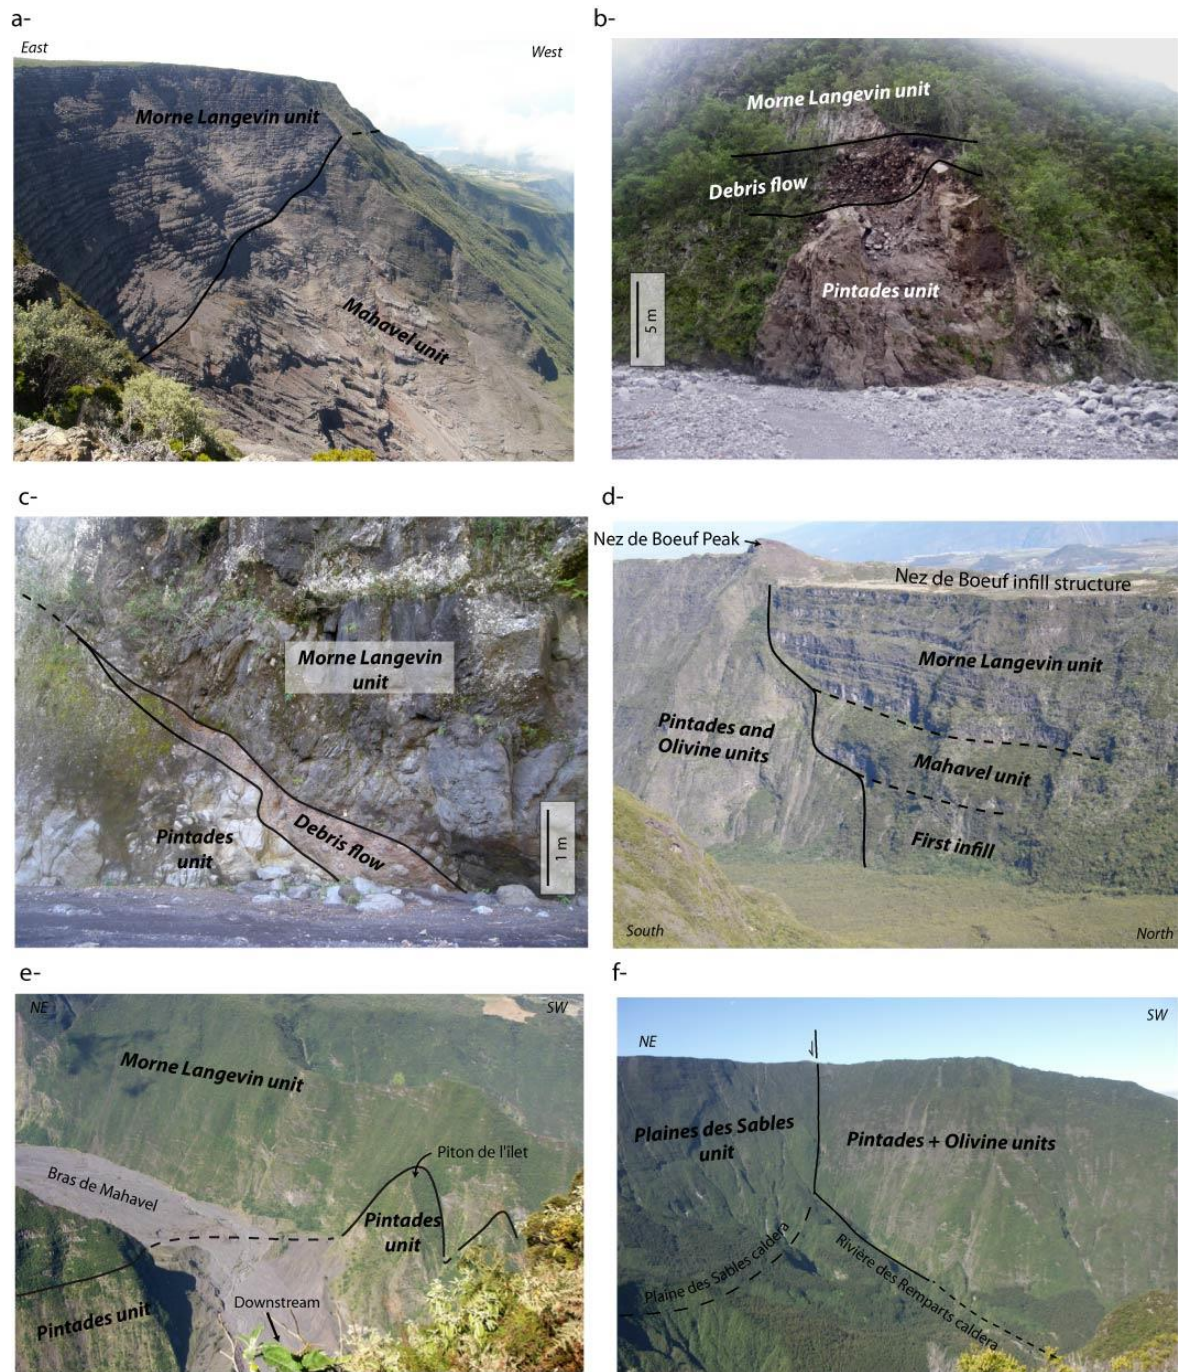 a-
East
West
Morne Langevin unit
Mahavel unit
b-
Morne Langevin unit
Debris flow
Pintades unit
5 m
c-
Morne Langevin
unit
Pintades
unit
Debris flow
1 m
d-
Nez de Boeuf Peak
Nez de Boeuf infill structure
Morne Langevin unit
Pintades and
Olivine units
Mahavel unit
First infill
South
North
e-
NE
SW
Morne Langevin unit
Bras de Mahavel
Piton de l'îlet
Pintades
unit
Pintades unit
Downstream
f-
NE
SW
Plaines des Sables
unit
Pintades + Olivine units
Plaine des Sables caldera
Rivière des Remparts caldera